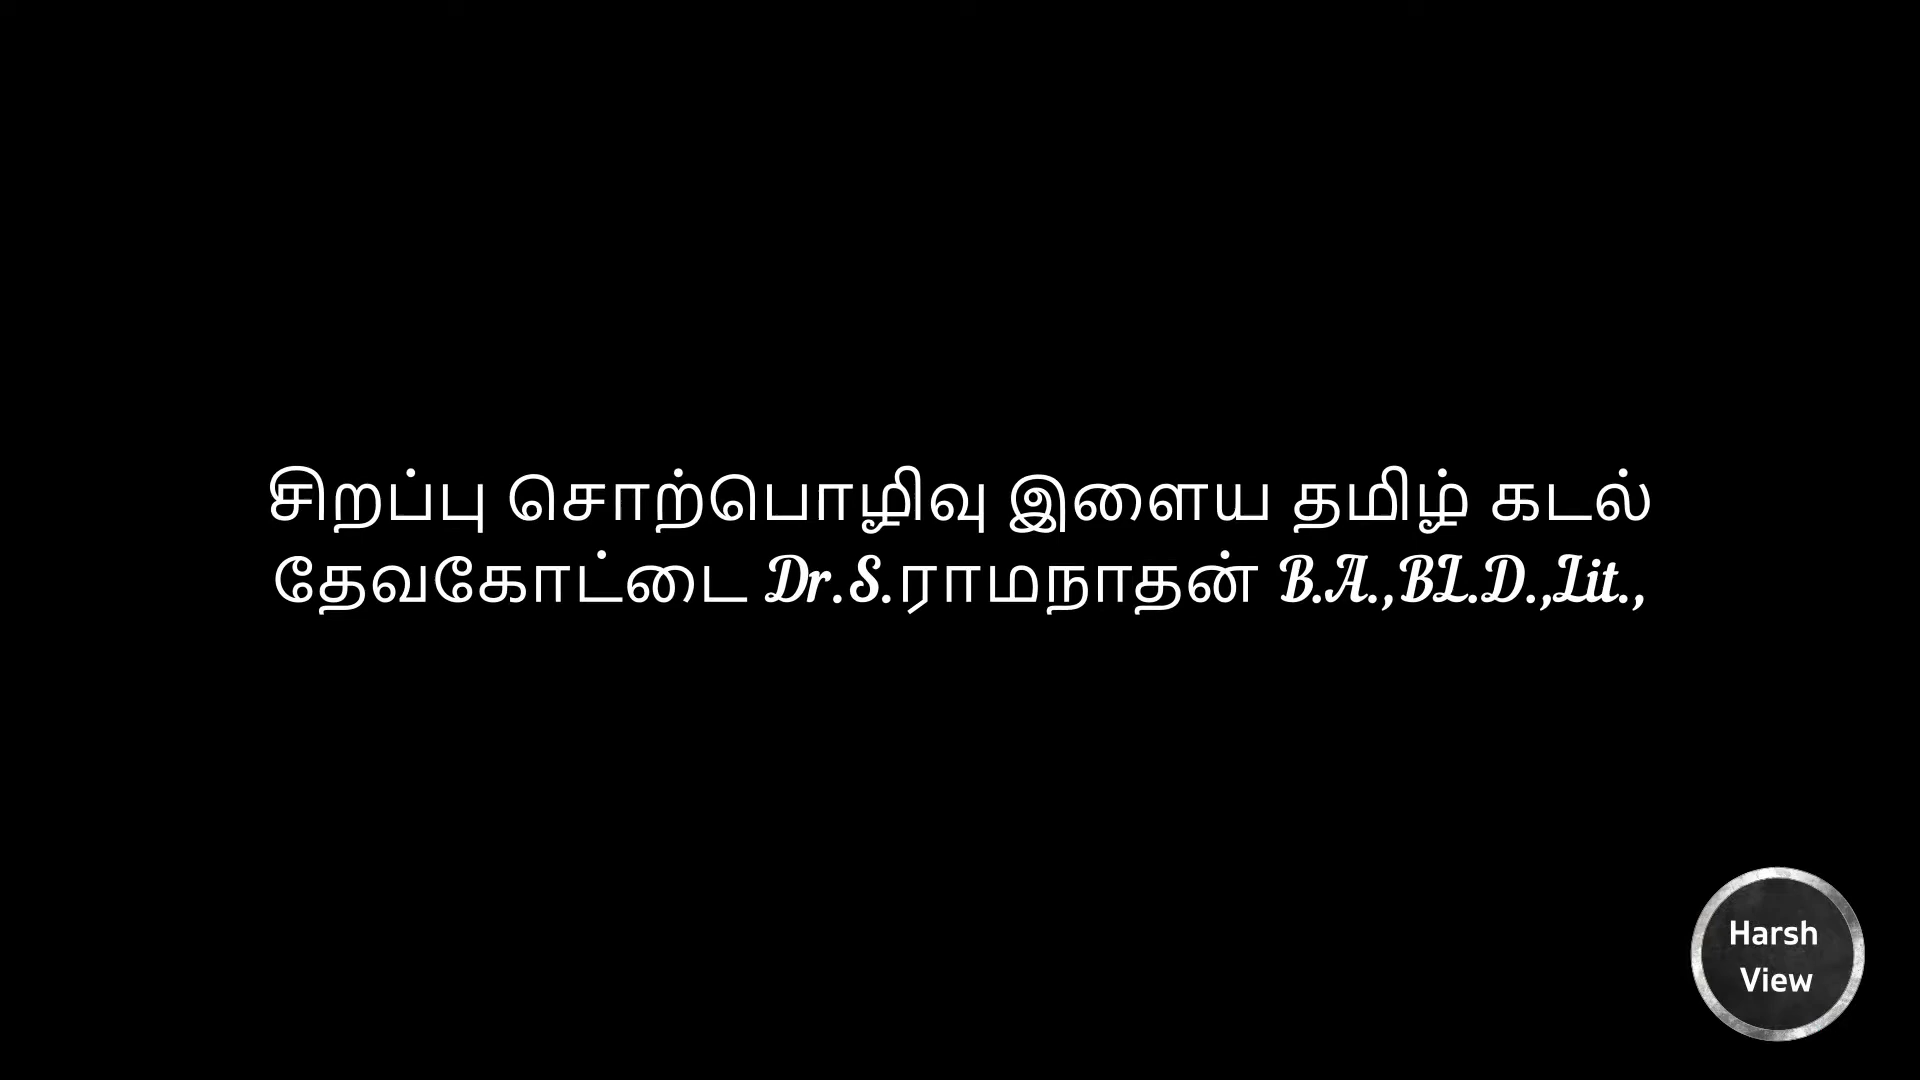 சிறப்பு சொற்பொழிவு இளைய தமிழ் கடல்
தேவகோட்டை Dr.S.ராமநாதன் B.A.,BL.D.,Lit.,
Harsh
View